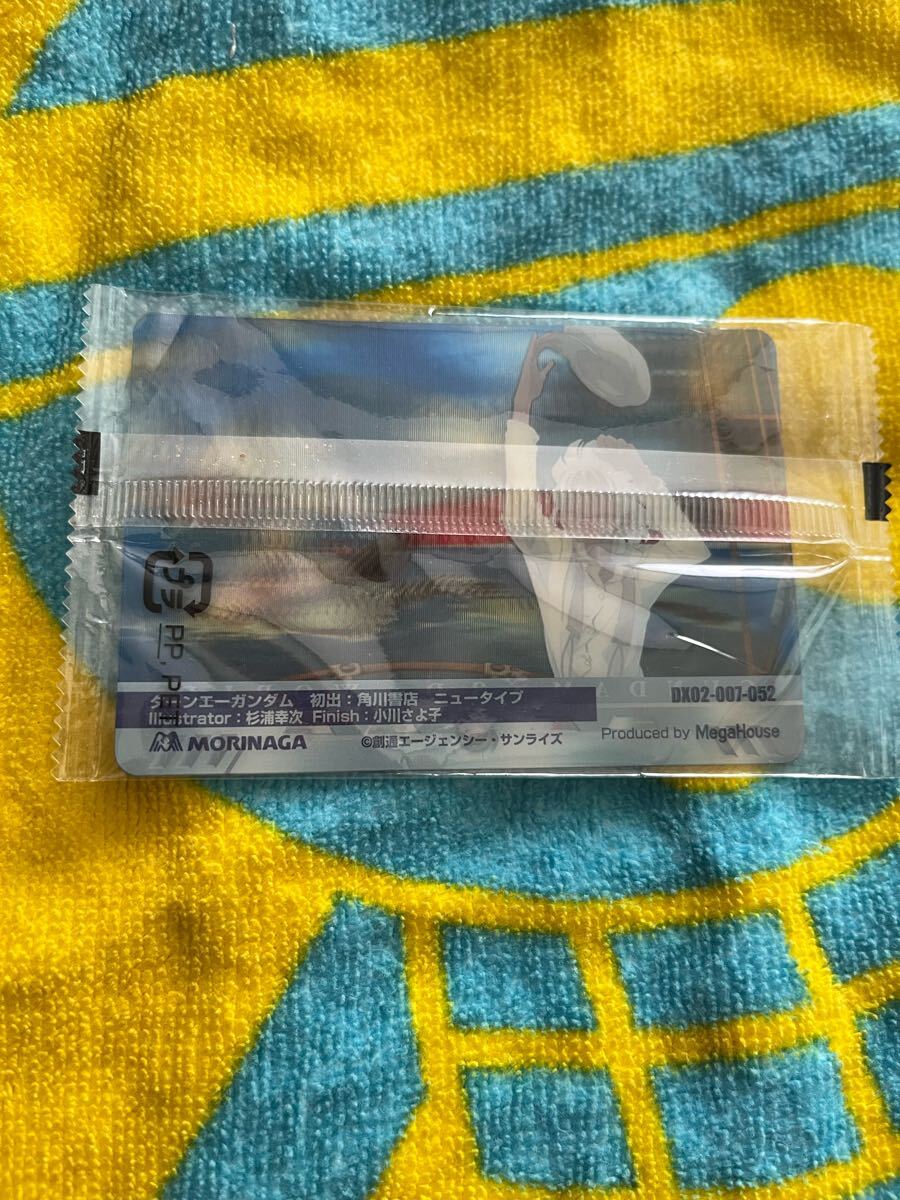 プラ
PP, PET
ターンエーガンダム 初出：角川書店 ニュータイプ
DX02-007-052
Illustrator：杉浦幸次 Finish：小川さよ子
MORINAGA
©創通エージェンシー・サンライズ
Produced by MegaHouse